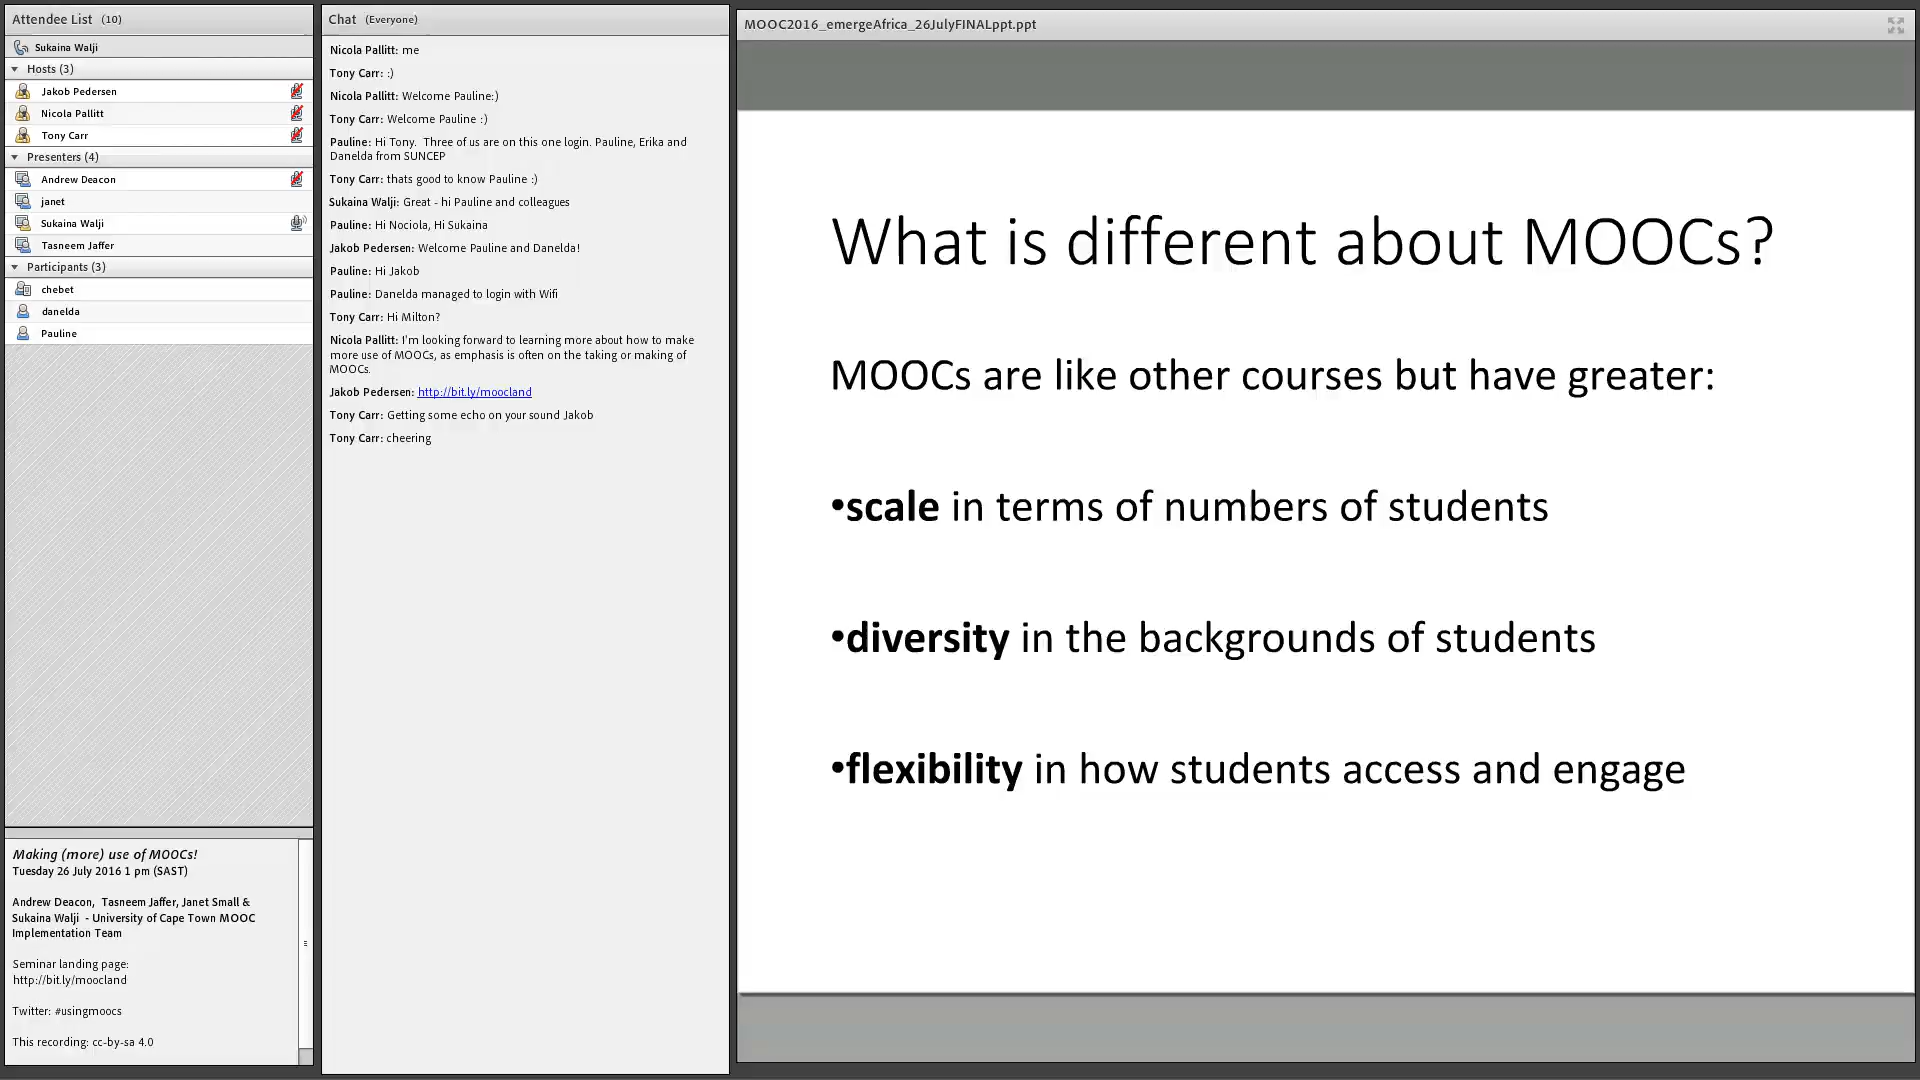 Attendee List (10)
Sukaina Walji
Hosts (3)
Jakob Pedersen
Nicola Pallitt
Tony Carr
Presenters (4)
Andrew Deacon
janet
Sukaina Walji
Tasneem Jaffer
Participants (3)
chebet
danelda
Pauline
Making (more) use of MOOCs!
Tuesday 26 July 2016 1 pm (SAST)
Andrew Deacon, Tasneem Jaffer, Janet Small &
Sukaina Walji - University of Cape Town MOOC
Implementation Team
Seminar landing page:
http://bit.ly/moocland
Twitter: #usingmoocs
This recording: cc-by-sa 4.0
Chat (Everyone)
Nicola Pallitt: me
Tony Carr: :)
Nicola Pallitt: Welcome Pauline:)
Tony Carr: Welcome Pauline :)
Pauline: Hi Tony. Three of us are on this one login. Pauline, Erika and
Danelda from SUNCEP
Tony Carr: thats good to know Pauline :)
Sukaina Walji: Great - hi Pauline and colleagues
Pauline: Hi Nociola, Hi Sukaina
Jakob Pedersen: Welcome Pauline and Danelda!
Pauline: Hi Jakob
Pauline: Danelda managed to login with Wifi
Tony Carr: Hi Milton?
Nicola Pallitt: I'm looking forward to learning more about how to make
more use of MOOCs, as emphasis is often on the taking or making of
MOOCs.
Jakob Pedersen: http://bit.ly/moocland
Tony Carr: Getting some echo on your sound Jakob
Tony Carr: cheering
MOOC2016_emergeAfrica_26JulyFINALppt.ppt
What is different about MOOCs?
MOOCs are like other courses but have greater:
•scale in terms of numbers of students
•diversity in the backgrounds of students
•flexibility in how students access and engage